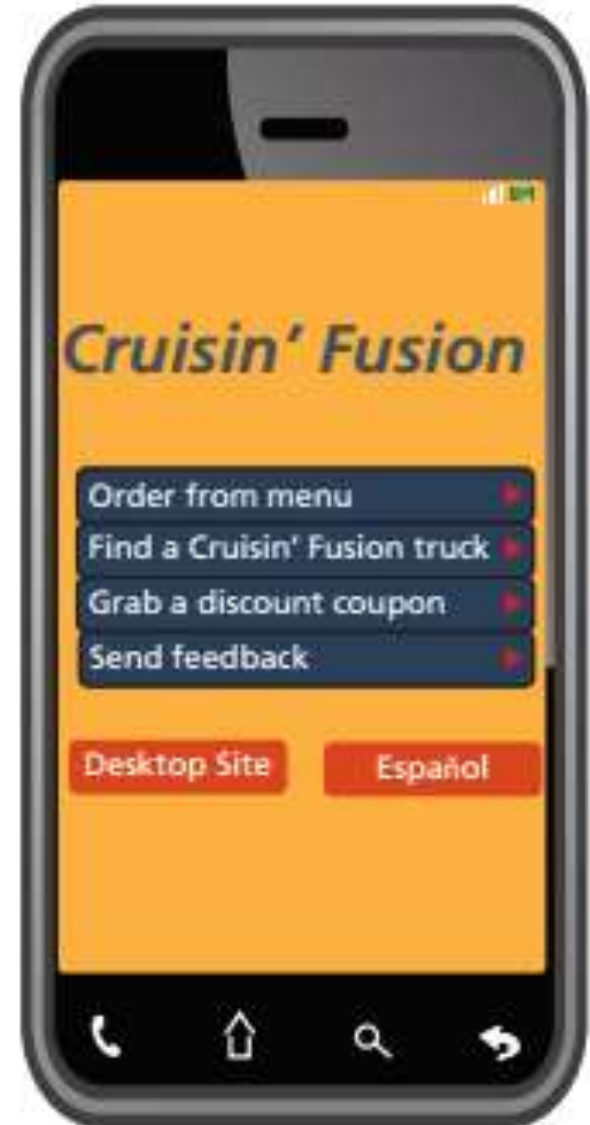 Cruisin' Fusion
Order from menu
Find a Cruisin' Fusion truck
Grab a discount coupon
Send feedback
Desktop Site
Español